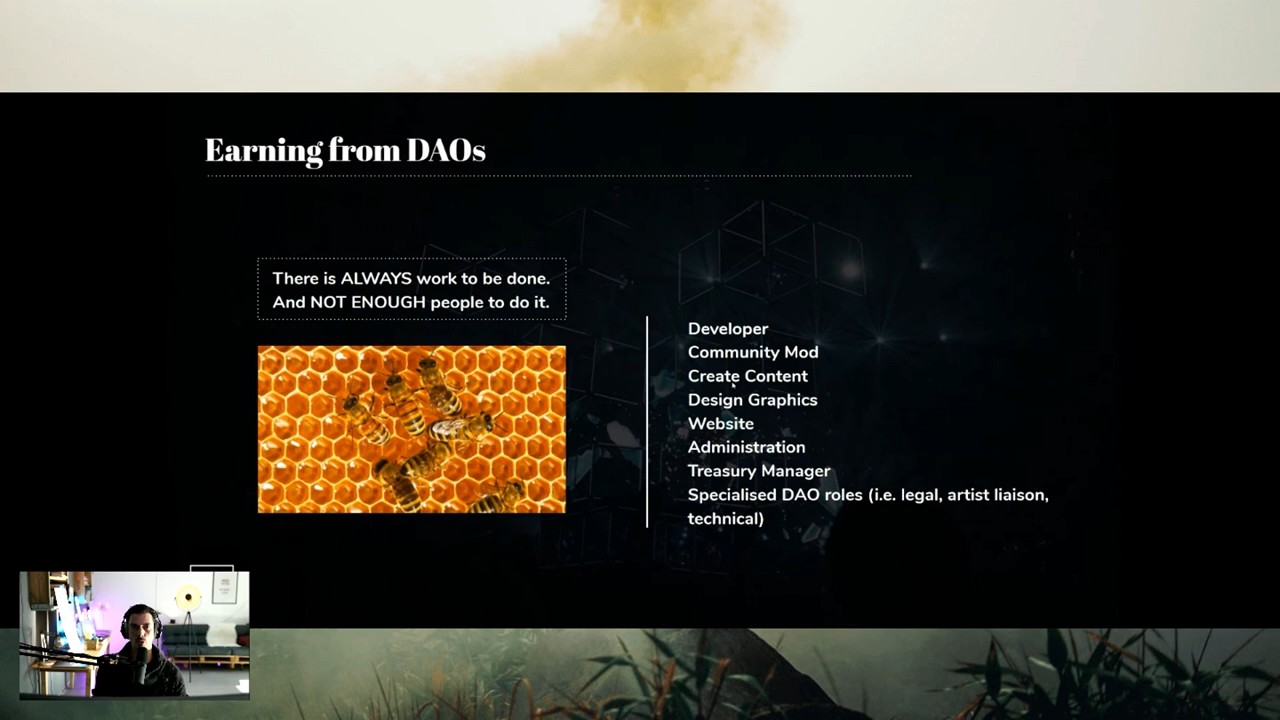 Earning from DAOs
There is ALWAYS work to be done.
And NOT ENOUGH people to do it.
Developer
Community Mod
Create Content
Design Graphics
Website
Administration
Treasury Manager
Specialised DAO roles (i.e. legal, artist liaison,
technical)